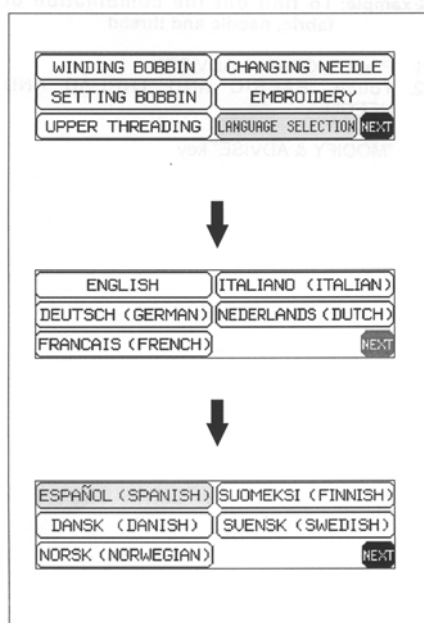 WINDING BOBBIN CHANGING NEEDLE
SETTING BOBBIN EMBROIDERY
UPPER THREADING LANGUAGE SELECTION NEXT
ENGLISH ITALIANO (ITALIAN)
DEUTSCH (GERMAN) NEDERLANDS (DUTCH)
FRANCAIS (FRENCH) NEXT
ESPAÑOL (SPANISH) SUOMEKSI (FINNISH)
DANSK (DANISH) SVENSK (SWEDISH)
NORSK (NORWEGIAN) NEXT